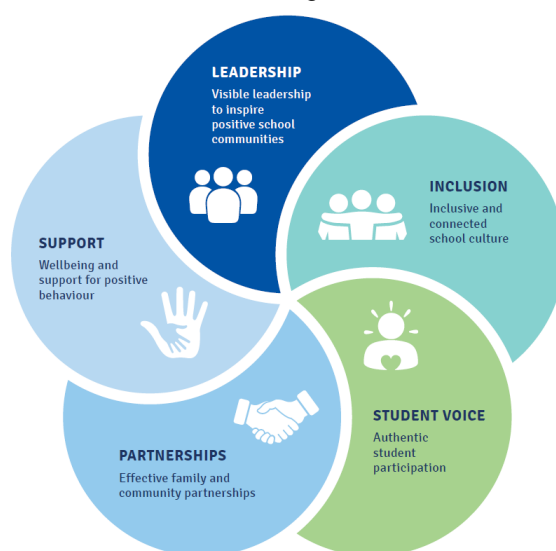 LEADERSHIP
Visible leadership
to inspire
positive school
communities
INCLUSION
Inclusive and
connected
school culture
STUDENT VOICE
Authentic
student
participation
PARTNERSHIPS
Effective family and
community partnerships
SUPPORT
Wellbeing and
support for positive
behaviour